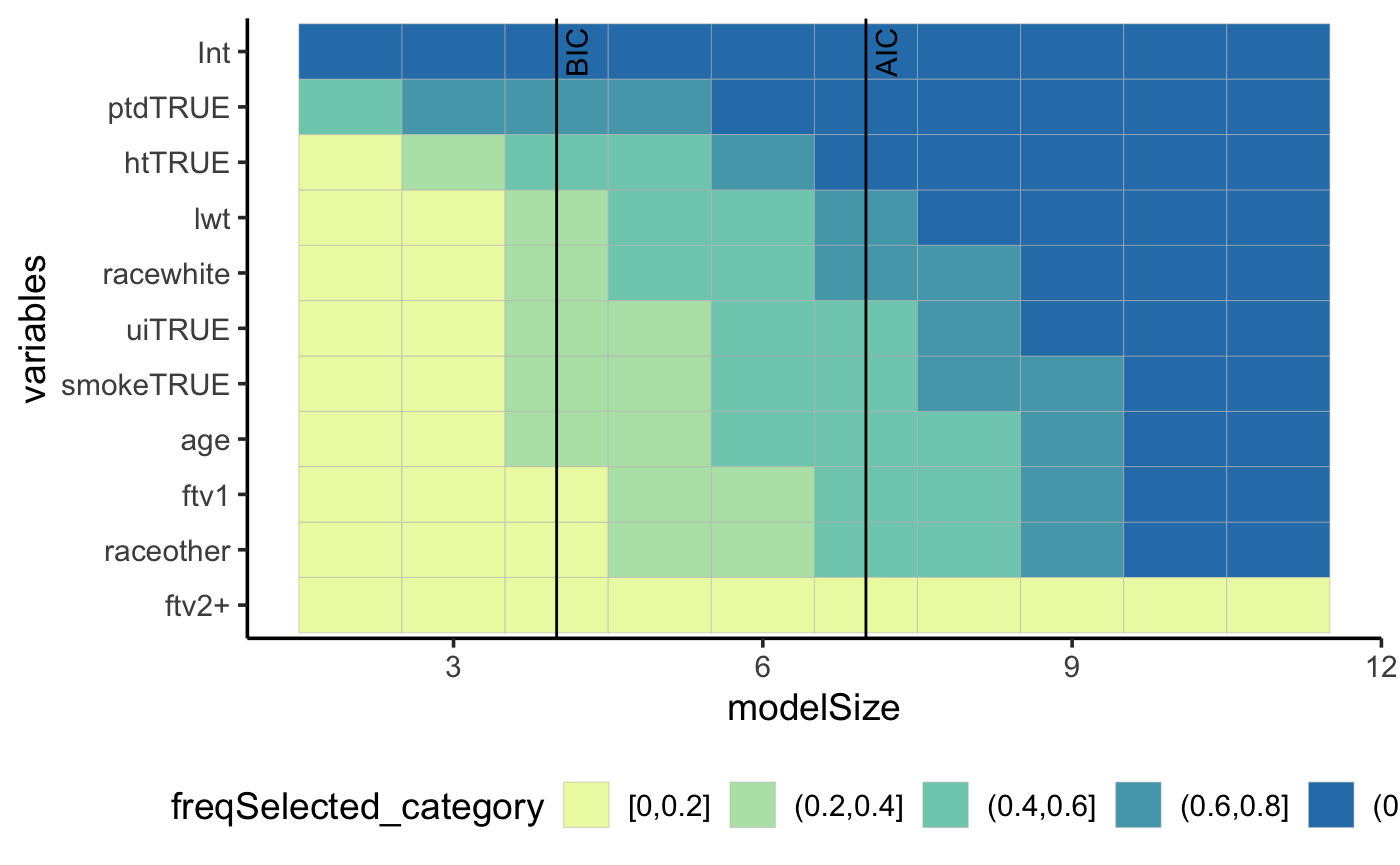 BIC
AIC
Int
ptdTRUE
htTRUE
lwt
racewhite
uiTRUE
smokeTRUE
age
ftv1
raceother
ftv2+
variables
3 6 9 12
modelSize
freqSelected_category [0,0.2] (0.2,0.4] (0.4,0.6] (0.6,0.8] (0